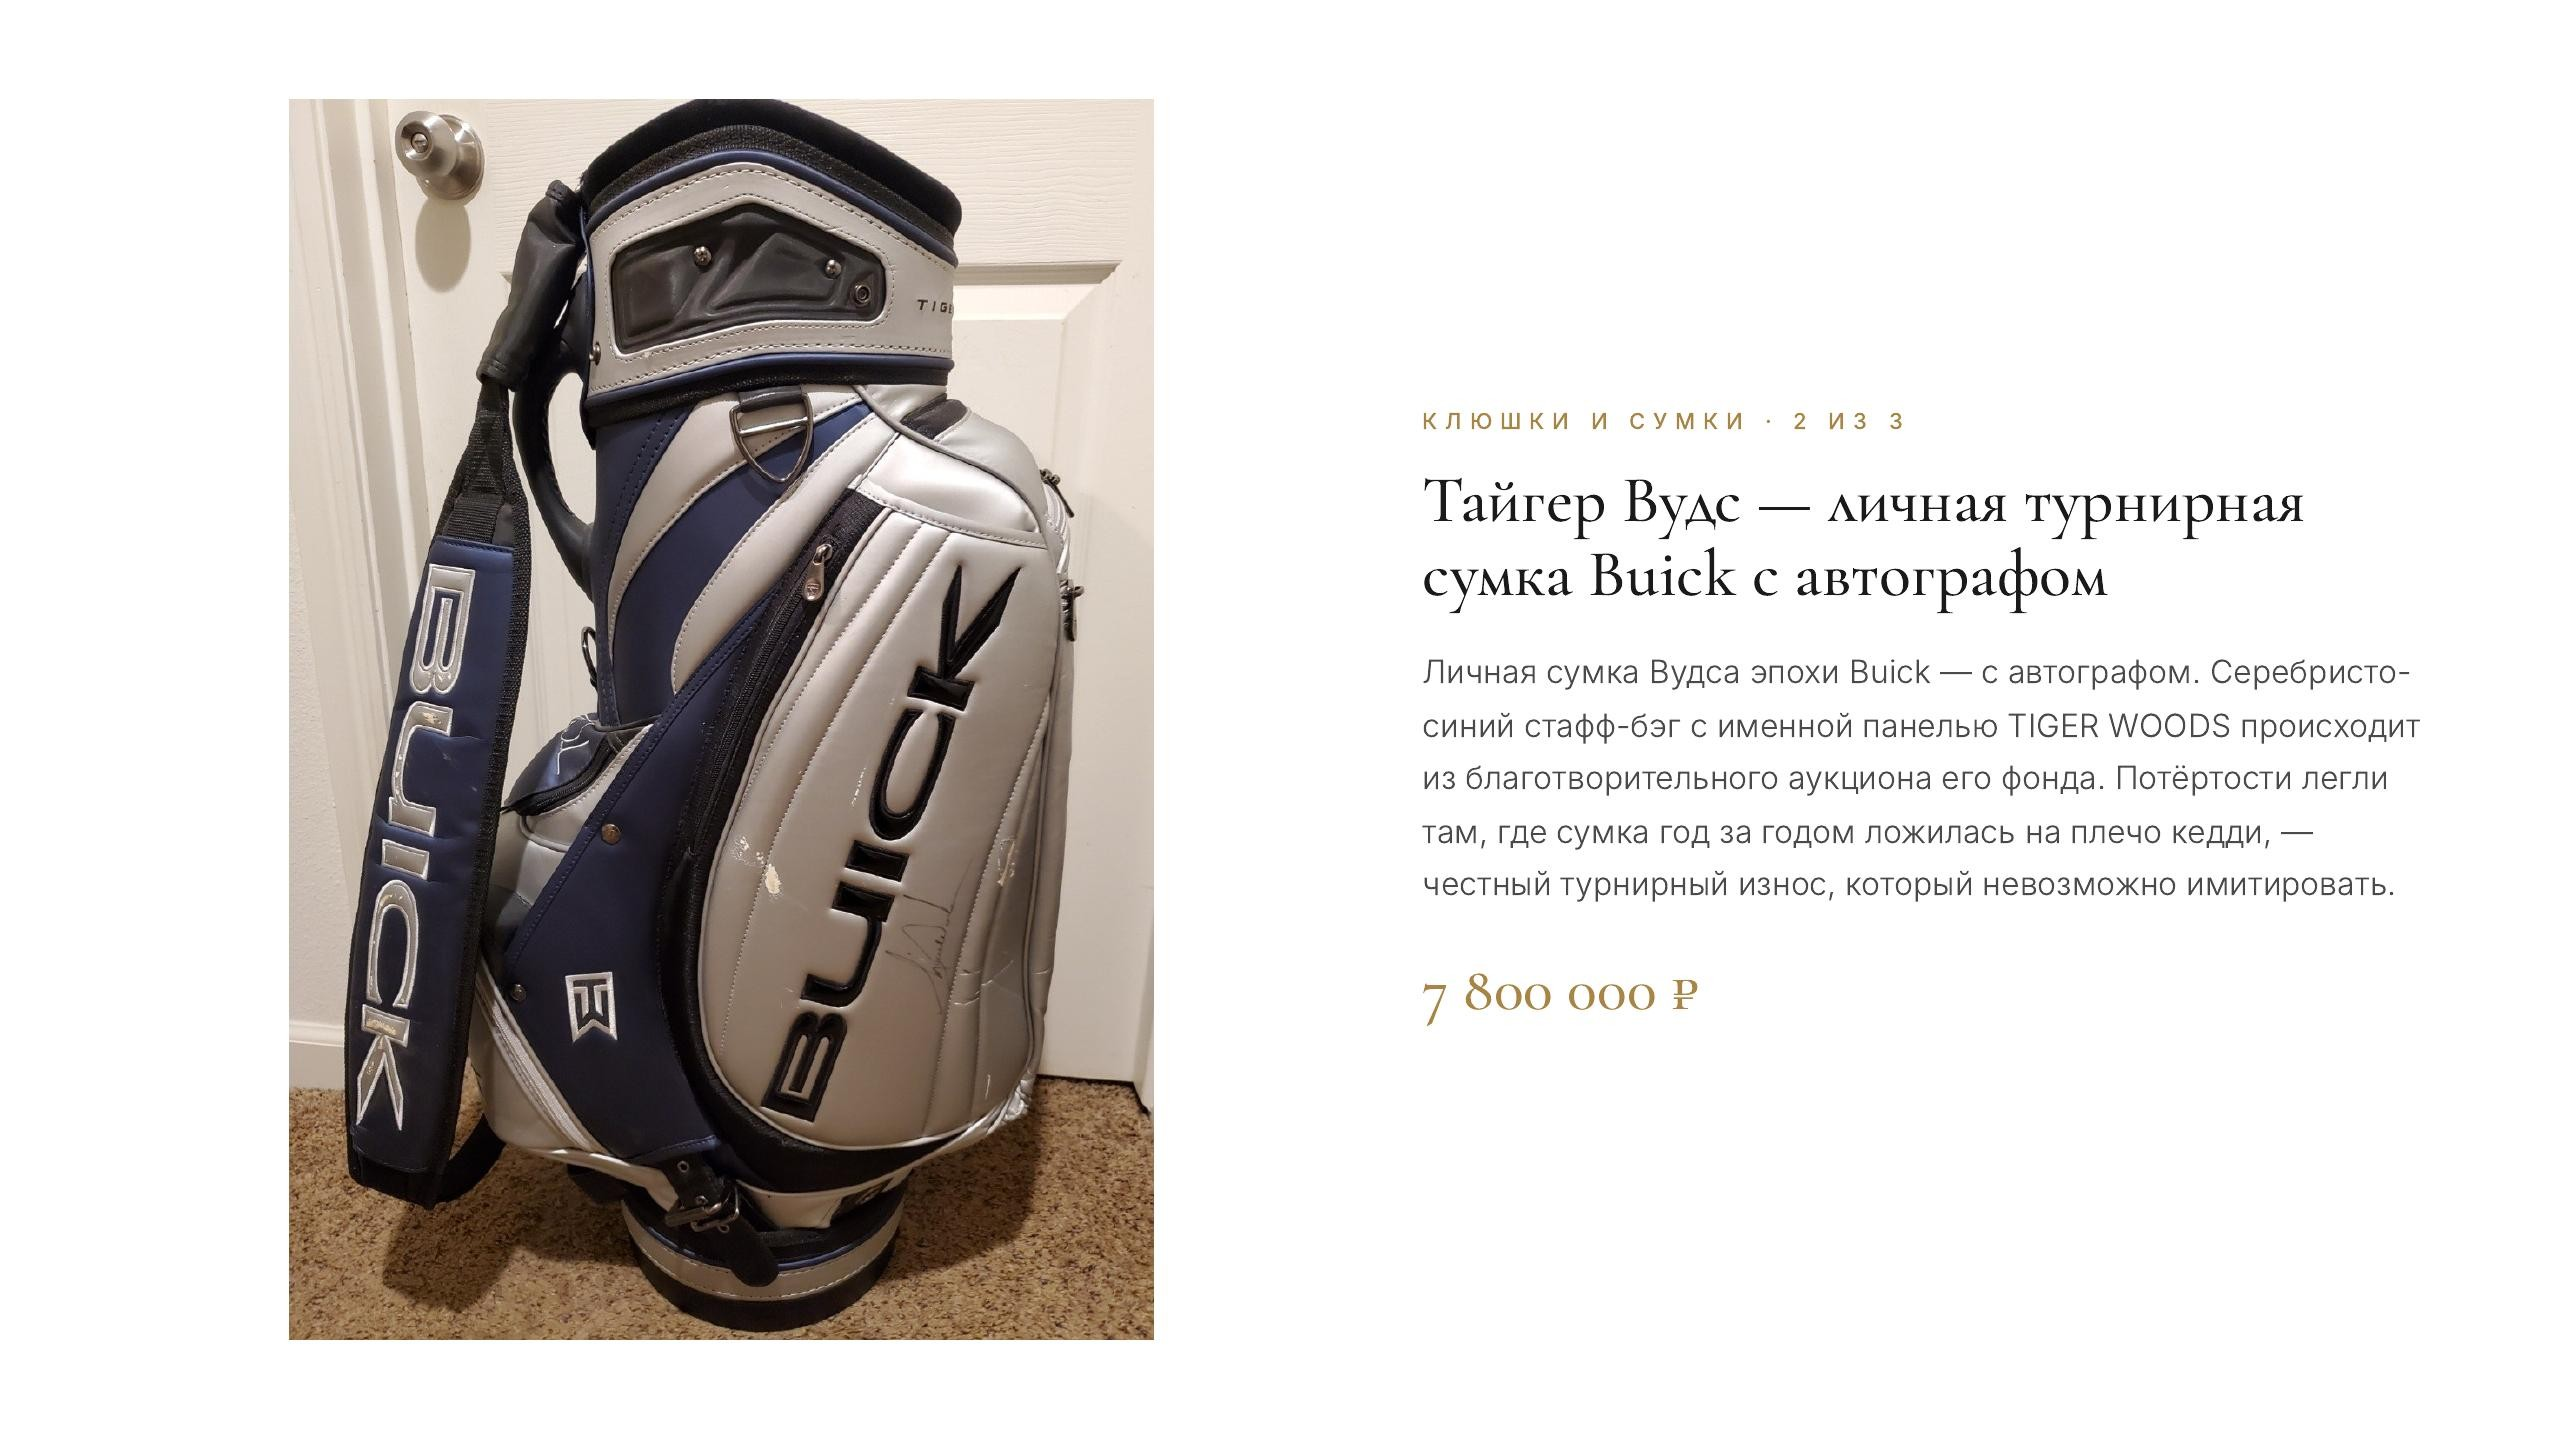 TIGE
BUICK
BUICK
TW
КЛЮШКИ И СУМКИ · 2 ИЗ 3
Тайгер Вудс — личная турнирная
сумка Buick с автографом
Личная сумка Вудса эпохи Buick — с автографом. Серебристо-
синий стафф-бэг с именной панелью TIGER WOODS происходит
из благотворительного аукциона его фонда. Потёртости легли
там, где сумка год за годом ложилась на плечо кедди, —
честный турнирный износ, который невозможно имитировать.
7 800 000 ₽